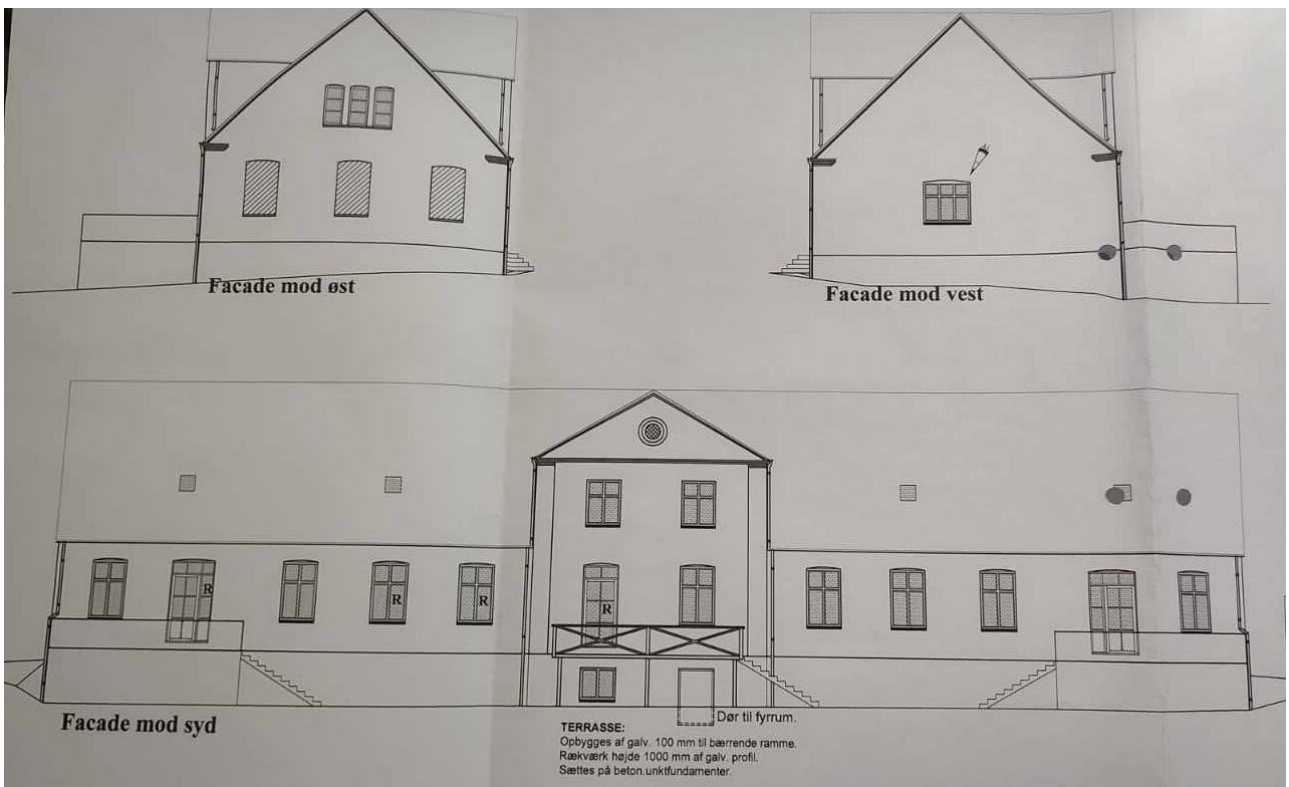 Facade mod øst
Facade mod vest
R
R
R
R
Facade mod syd
Dør til fyrrum.
TERRASSE:
Opbygges af galv. 100 mm til bærrende ramme.
Rækværk højde 1000 mm af galv. profil.
Sættes på beton.unktfundamenter.